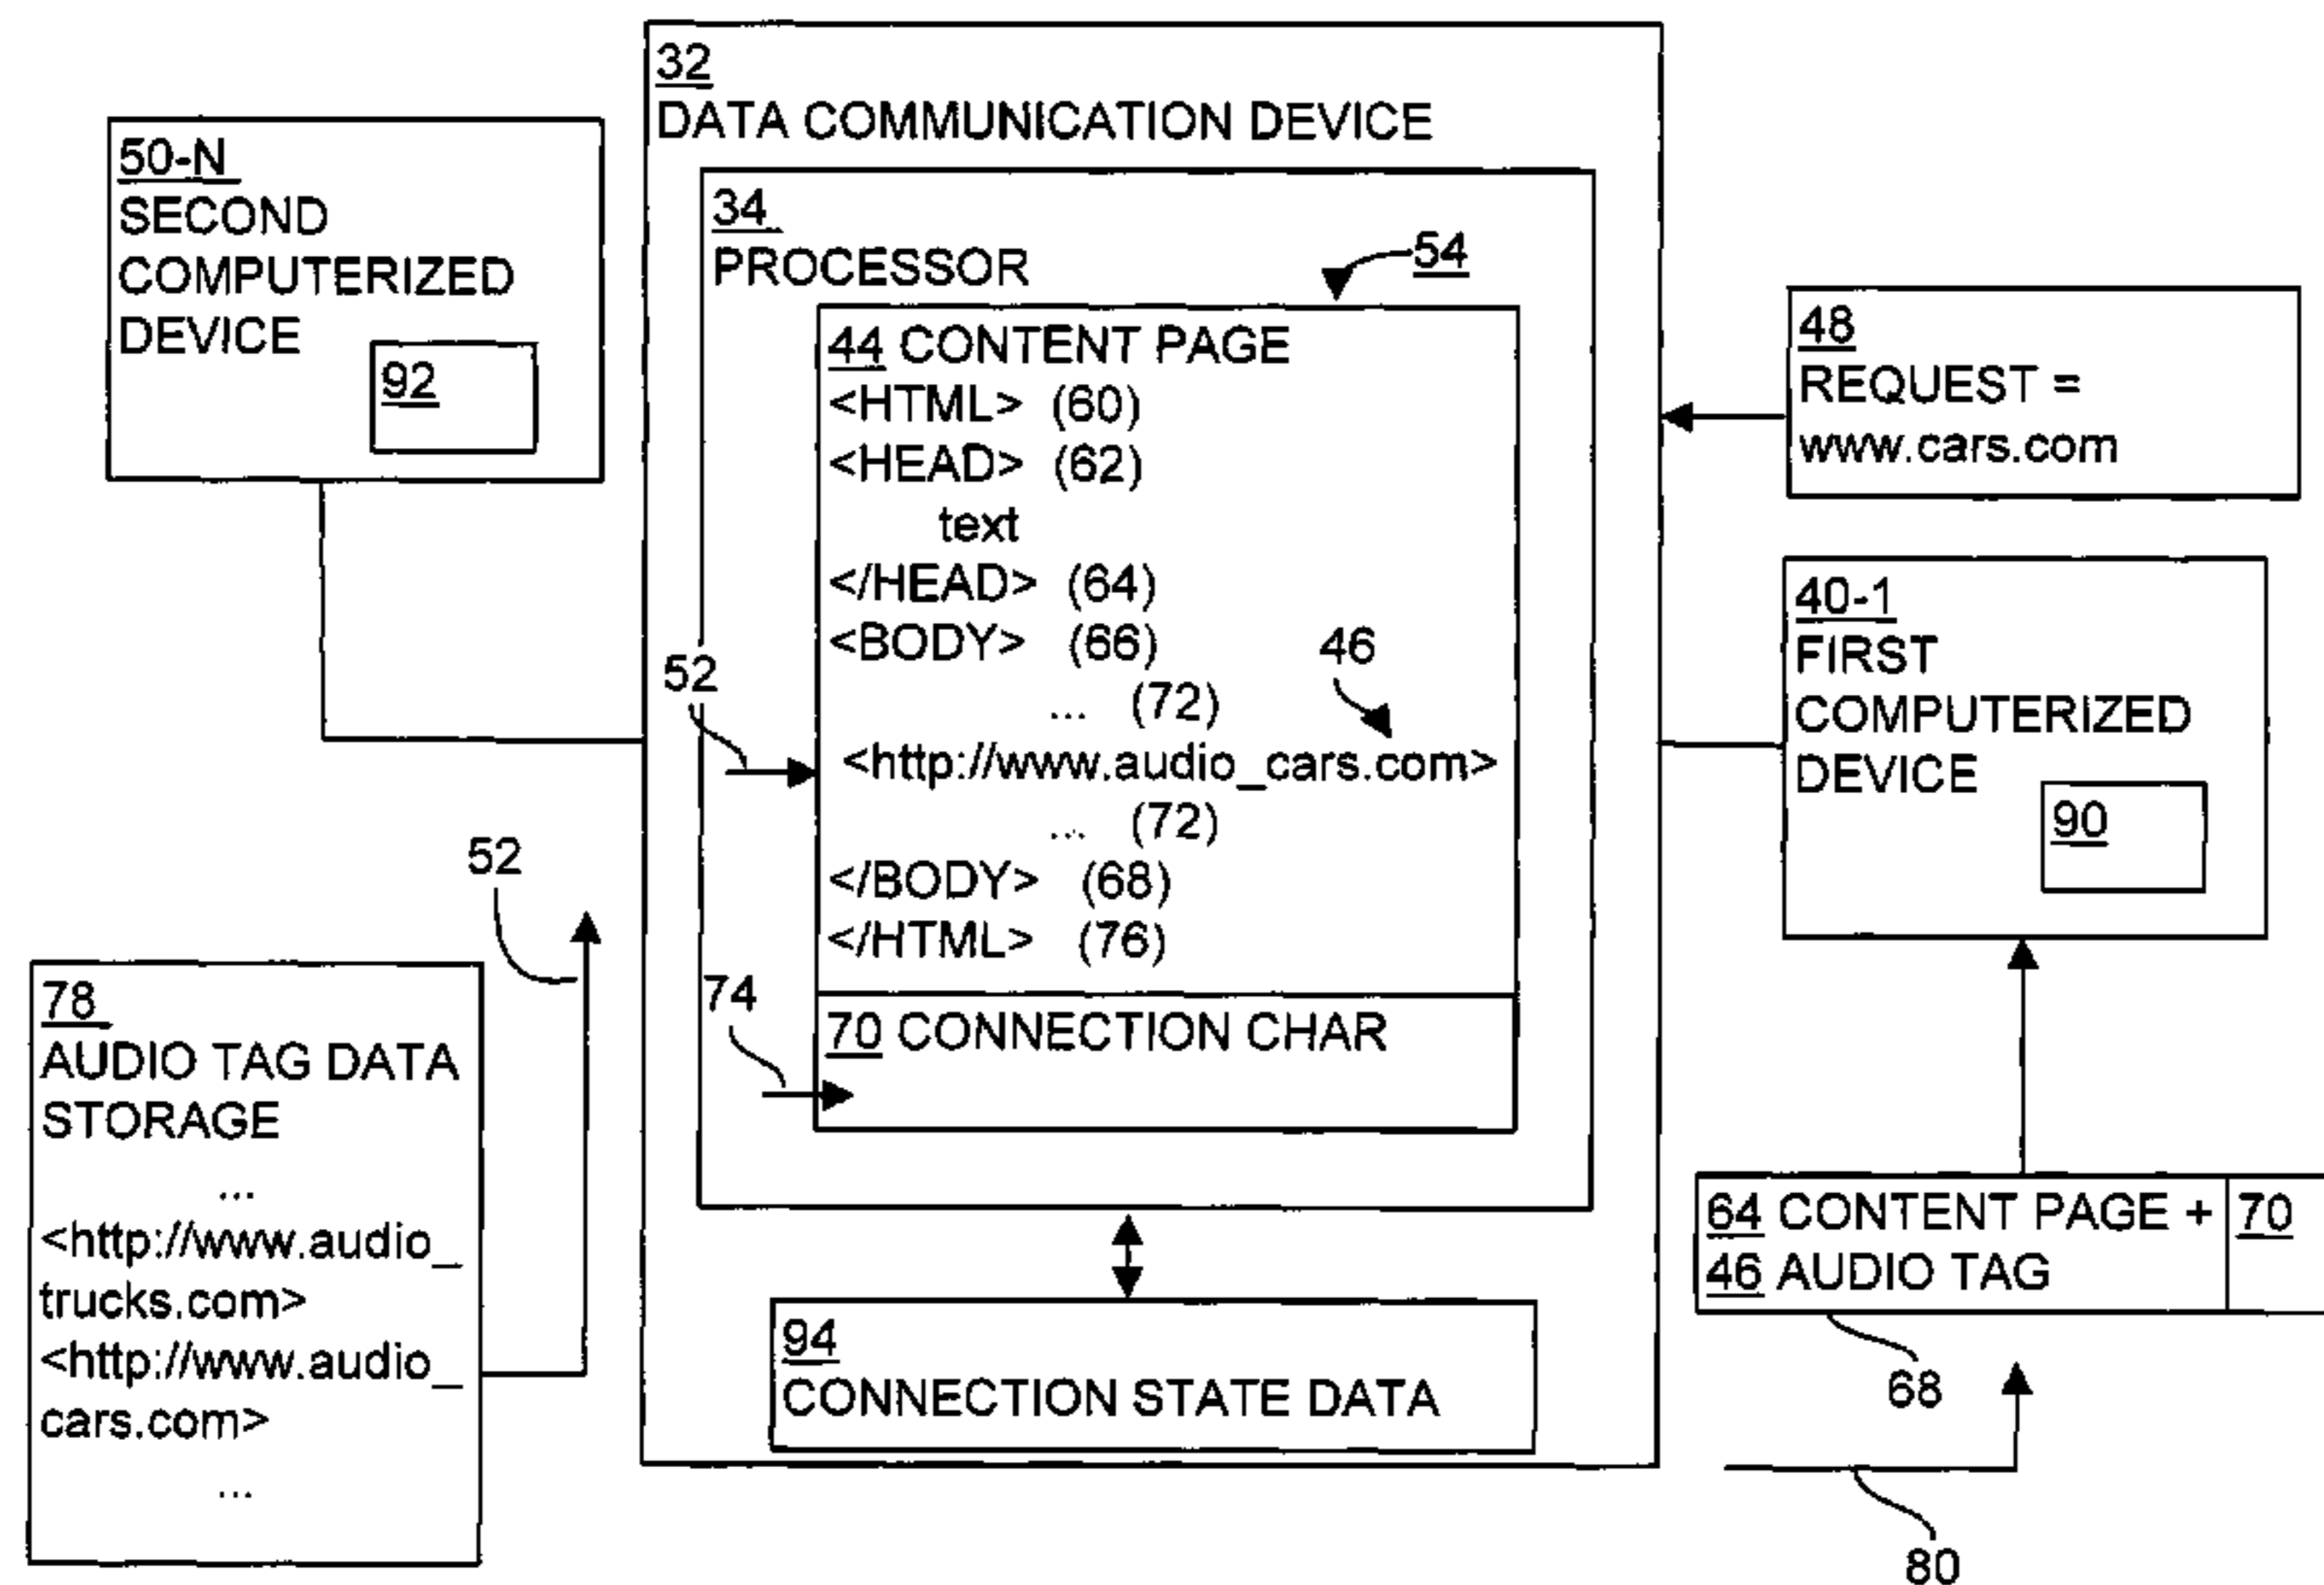 32
DATA COMMUNICATION DEVICE
50-N
SECOND
COMPUTERIZED
DEVICE
92
34
PROCESSOR
54
44 CONTENT PAGE
<HTML> (60)
<HEAD> (62)
text
</HEAD> (64)
<BODY> (66)
46
52
... (72)
<http://www.audio_cars.com>
... (72)
</BODY> (68)
</HTML> (76)
74
70 CONNECTION CHAR
94
CONNECTION STATE DATA
48
REQUEST =
www.cars.com
40-1
FIRST
COMPUTERIZED
DEVICE
90
52
78
AUDIO TAG DATA
STORAGE
...
<http://www.audio_
trucks.com>
<http://www.audio_
cars.com>
...
64 CONTENT PAGE + 70
46 AUDIO TAG
68
80